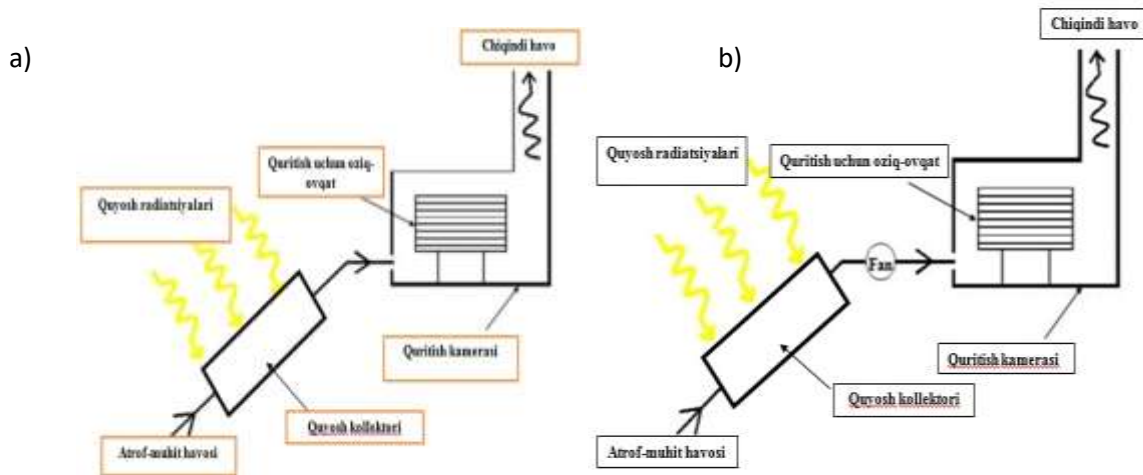 a)
Chiqindi havo
Quritish uchun oziq-
ovqat
Quyosh radiatsiyalari
Quritish kamerasi
Quyosh kollektori
Atrof-muhit havosi
b)
Chiqindi havo
Quyosh radiatsiyalari
Quritish uchun oziq-ovqat
Fan
Quritish kamerasi
Quyosh kollektori
Atrof-muhit havosi